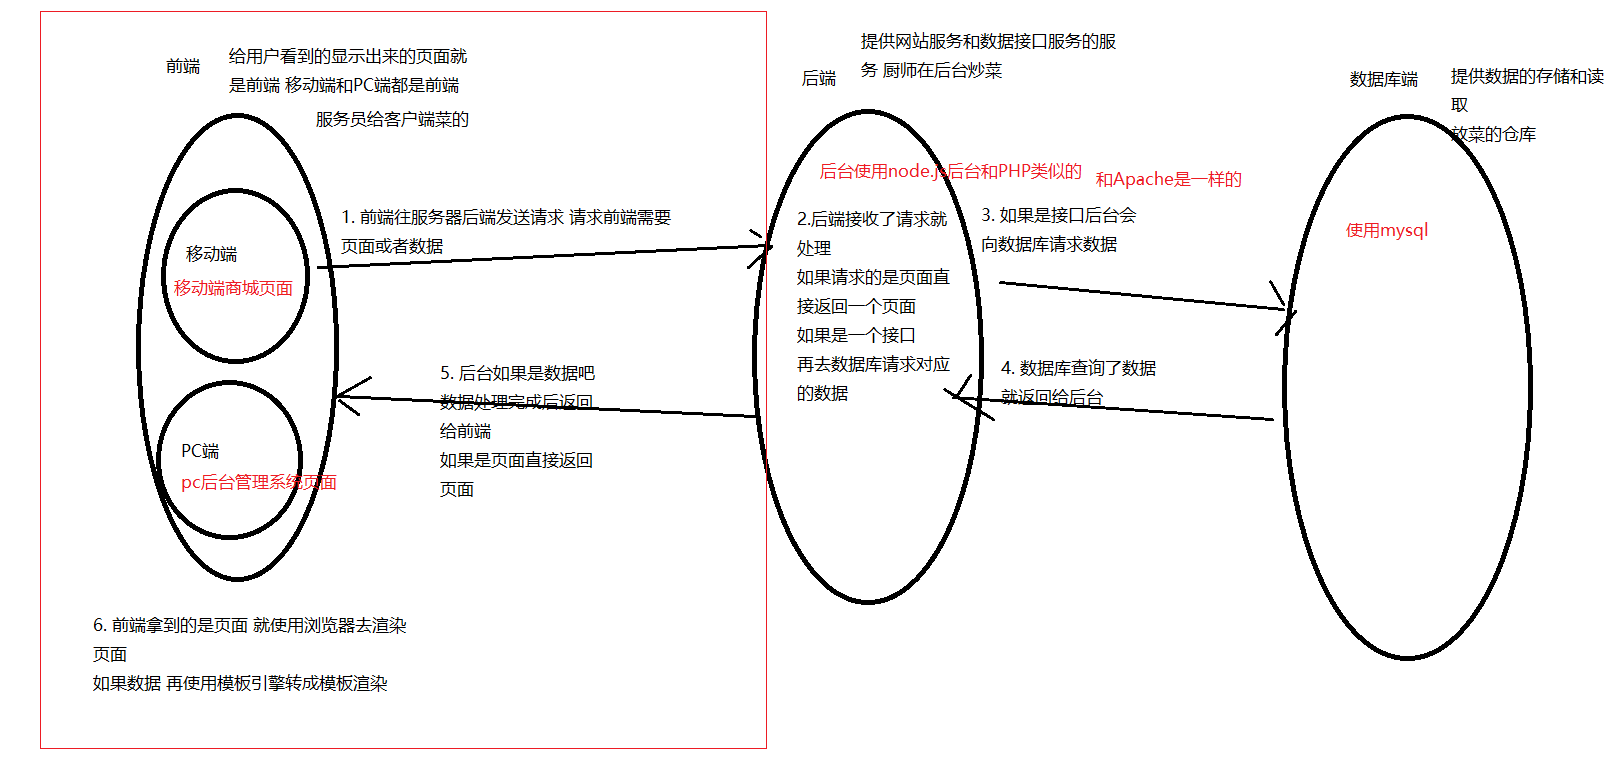 前端
给用户看到的显示出来的页面就
是前端 移动端和PC端都是前端
服务员给客户端菜的
移动端
移动端商城页面
PC端
pc后台管理系统页面
1. 前端往服务器后端发送请求 请求前端需要
页面或者数据
5. 后台如果是数据吧
数据处理完成后返回
给前端
如果是页面直接返回
页面
6. 前端拿到的是页面 就使用浏览器去渲染
页面
如果数据 再使用模板引擎转成模板渲染
后端
提供网站服务和数据接口服务的服
务 厨师在后台炒菜
后台使用node.js后台和PHP类似的
和Apache是一样的
2.后端接收了请求就
处理
如果请求的是页面直
接返回一个页面
如果是一个接口
再去数据库请求对应
的数据
3. 如果是接口后台会
向数据库请求数据
4. 数据库查询了数据
就返回给后台
数据库端
提供数据的存储和读
取
放菜的仓库
使用mysql